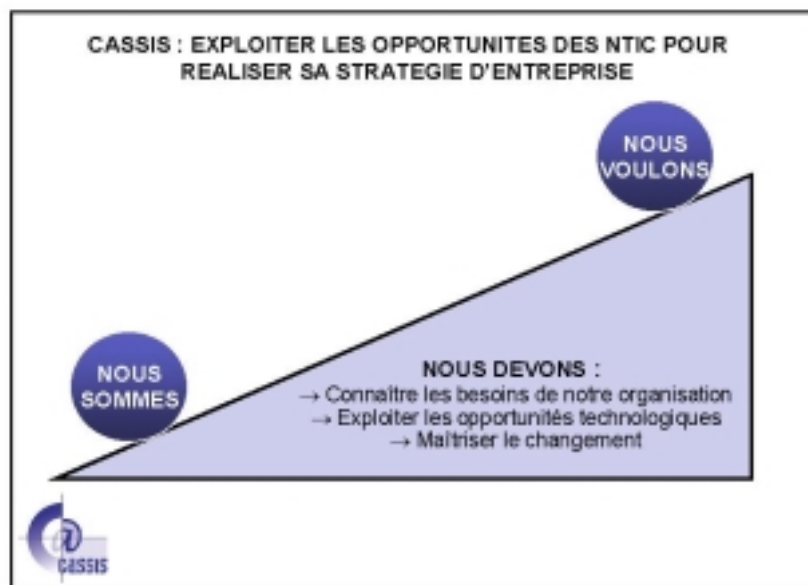 CASSIS : EXPLOITER LES OPPORTUNITES DES NTIC POUR
REALISER SA STRATEGIE D'ENTREPRISE
NOUS
VOULONS
NOUS
SOMMES
NOUS DEVONS :
→ Connaître les besoins de notre organisation
→ Exploiter les opportunités technologiques
→ Maîtriser le changement
@
cassis